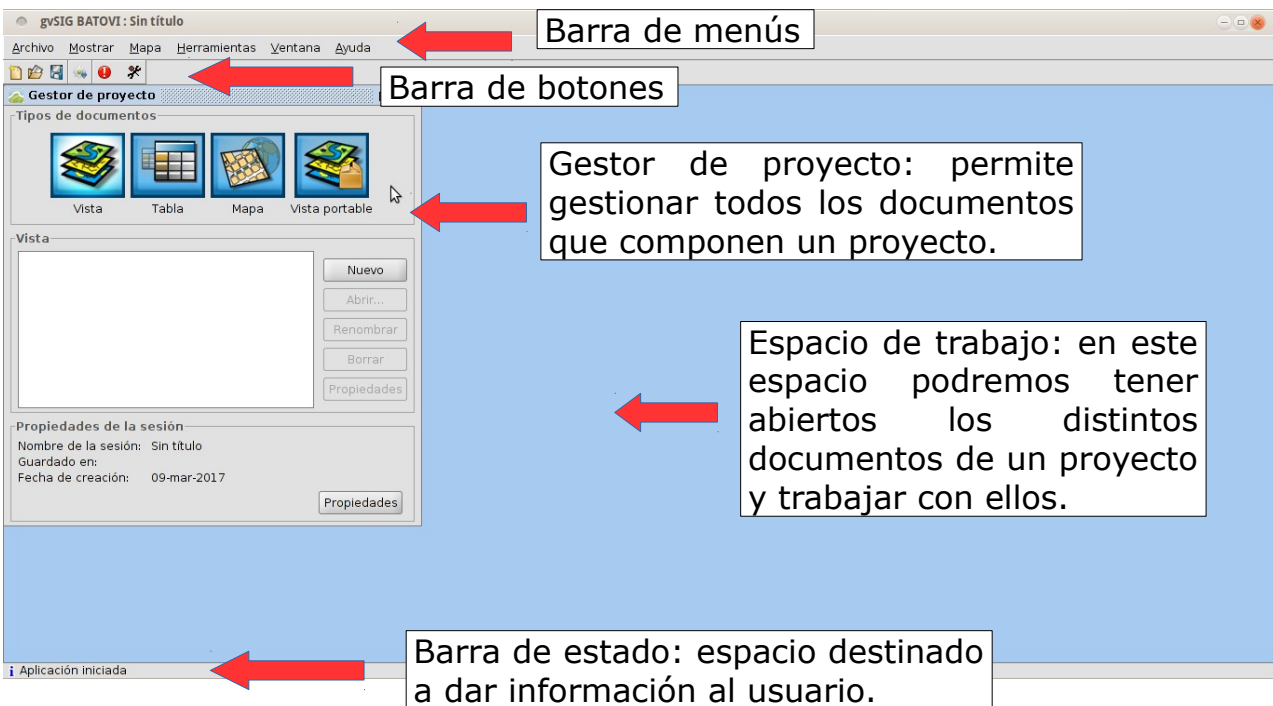 gvSIG BATOVI : Sin título
Barra de menús
Archivo Mostrar Mapa Herramientas Ventana Ayuda
Barra de botones
Gestor de proyecto
Tipos de documentos
Vista Tabla Mapa Vista portable
Gestor de proyecto: permite
gestionar todos los documentos
que componen un proyecto.
Vista
Nuevo
Abrir...
Renombrar
Borrar
Propiedades
Espacio de trabajo: en este
espacio podremos tener
abiertos los distintos
documentos de un proyecto
y trabajar con ellos.
Propiedades de la sesión
Nombre de la sesión: Sin título
Guardado en:
Fecha de creación: 09-mar-2017
Propiedades
Barra de estado: espacio destinado
a dar información al usuario.
i Aplicación iniciada